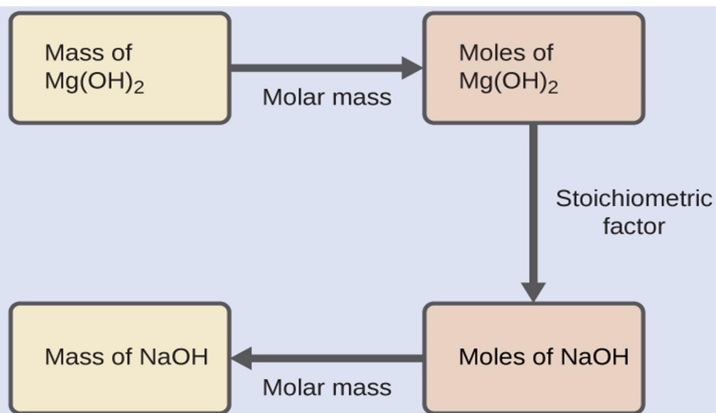 Mass of
Mg(OH)₂
Molar mass
Moles of
Mg(OH)₂
Stoichiometric
factor
Moles of NaOH
Molar mass
Mass of NaOH